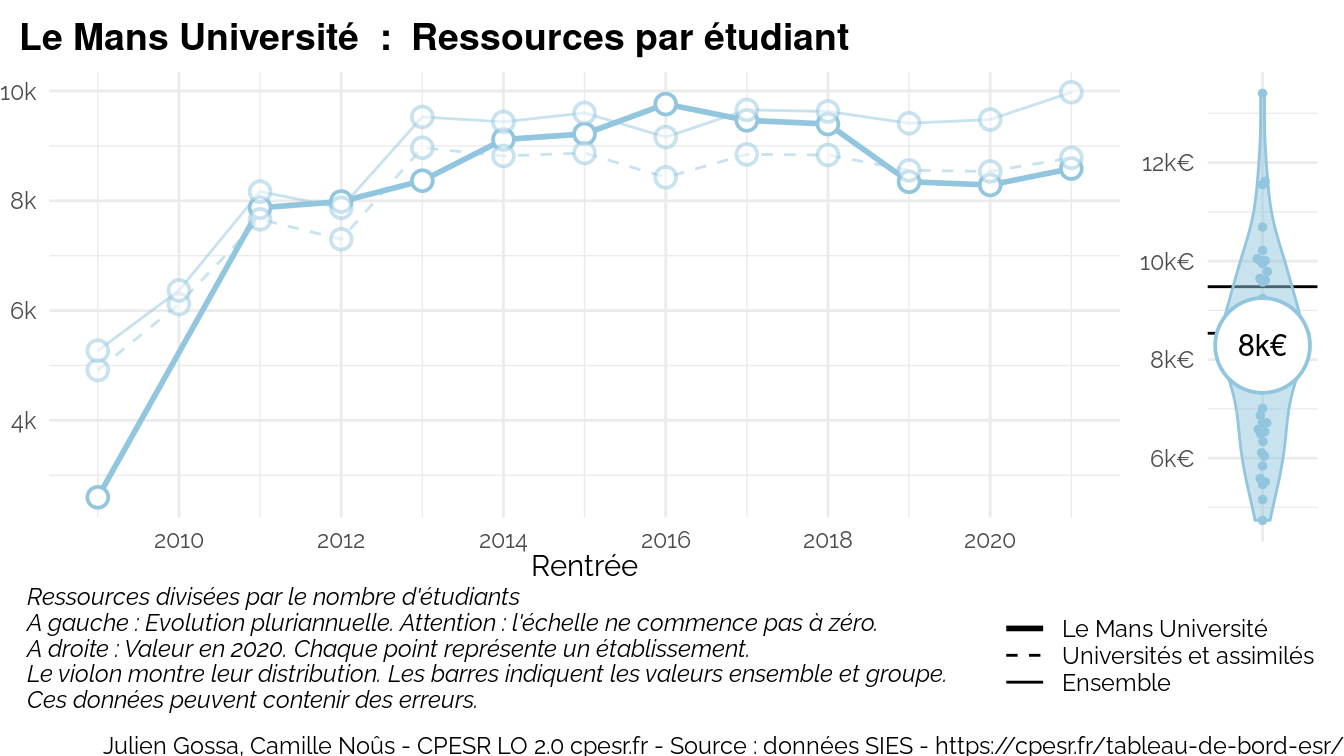 Le Mans Université : Ressources par étudiant
10k
8k
6k
4k
2010 2012 2014 2016 2018 2020
Rentrée
12k€
10k€
8k€
6k€
8k€
Ressources divisées par le nombre d'étudiants
A gauche : Evolution pluriannuelle. Attention : l'échelle ne commence pas à zéro.
A droite : Valeur en 2020. Chaque point représente un établissement.
Le violon montre leur distribution. Les barres indiquent les valeurs ensemble et groupe.
Ces données peuvent contenir des erreurs.
Le Mans Université
Universités et assimilés
Ensemble
Julien Gossa, Camille Noûs - CPESR LO 2.0 cpesr.fr - Source : données SIES - https://cpesr.fr/tableau-de-bord-esr/